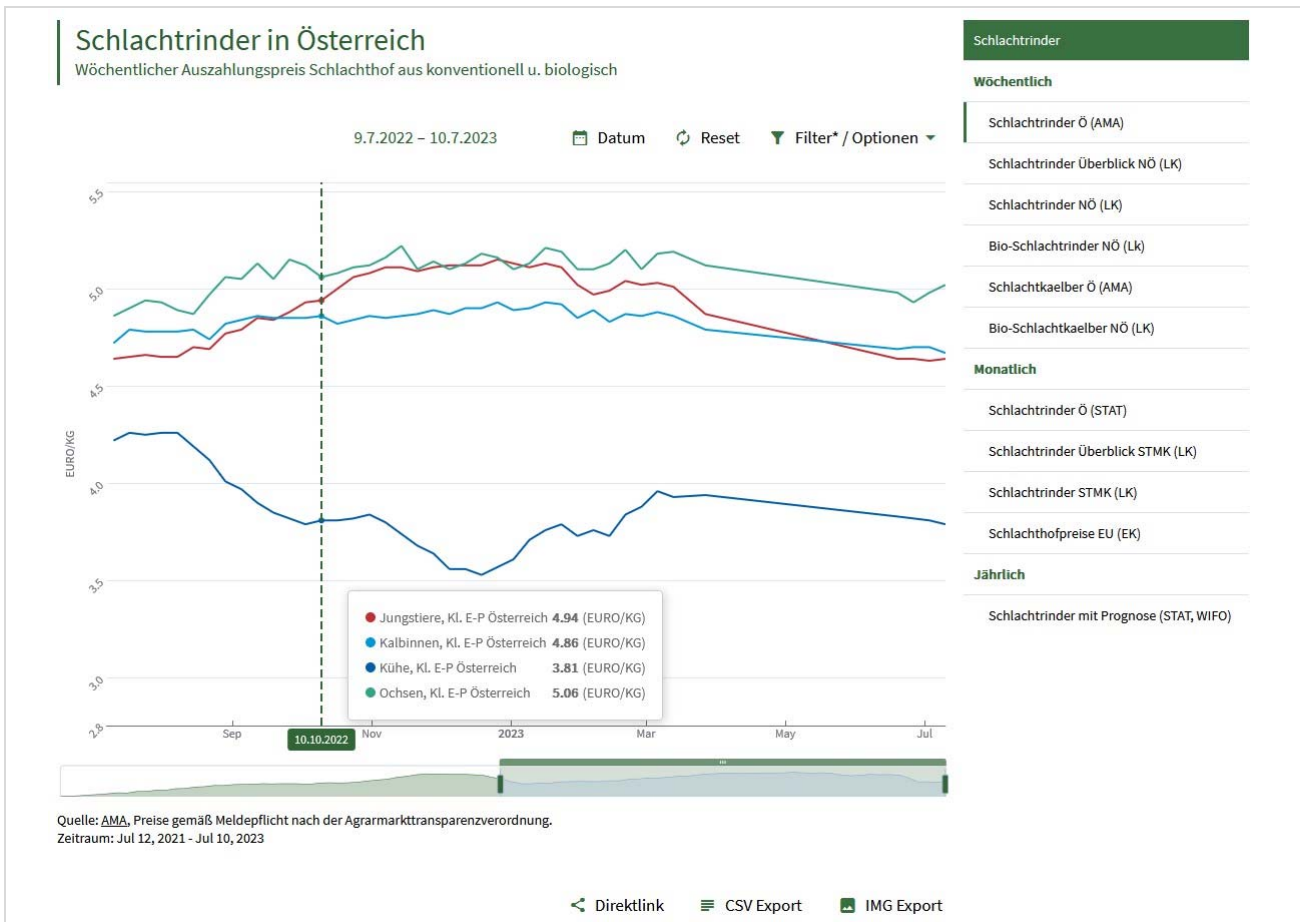 Schlachtrinder in Österreich
Wöchentlicher Auszahlungspreis Schlachthof aus konventionell u. biologisch
9.7.2022 – 10.7.2023
Datum
Reset
Filter* / Optionen
5.5
5.0
4.5
4.0
3.5
3.0
2.8
EURO/KG
Jungstiere, Kl. E-P Österreich 4.94 (EURO/KG)
Kalbinnen, Kl. E-P Österreich 4.86 (EURO/KG)
Kühe, Kl. E-P Österreich 3.81 (EURO/KG)
Ochsen, Kl. E-P Österreich 5.06 (EURO/KG)
Sep
10.10.2022
Nov
2023
Mar
May
Jul
Quelle: AMA, Preise gemäß Meldepflicht nach der Agrarmarkttransparenzverordnung.
Zeitraum: Jul 12, 2021 - Jul 10, 2023
Direktlink
CSV Export
IMG Export
Schlachtrinder
Wöchentlich
Schlachtrinder Ö (AMA)
Schlachtrinder Überblick NÖ (LK)
Schlachtrinder NÖ (LK)
Bio-Schlachtrinder NÖ (Lk)
Schlachtkaelber Ö (AMA)
Bio-Schlachtkaelber NÖ (LK)
Monatlich
Schlachtrinder Ö (STAT)
Schlachtrinder Überblick STMK (LK)
Schlachtrinder STMK (LK)
Schlachthofpreise EU (EK)
Jährlich
Schlachtrinder mit Prognose (STAT, WIFO)